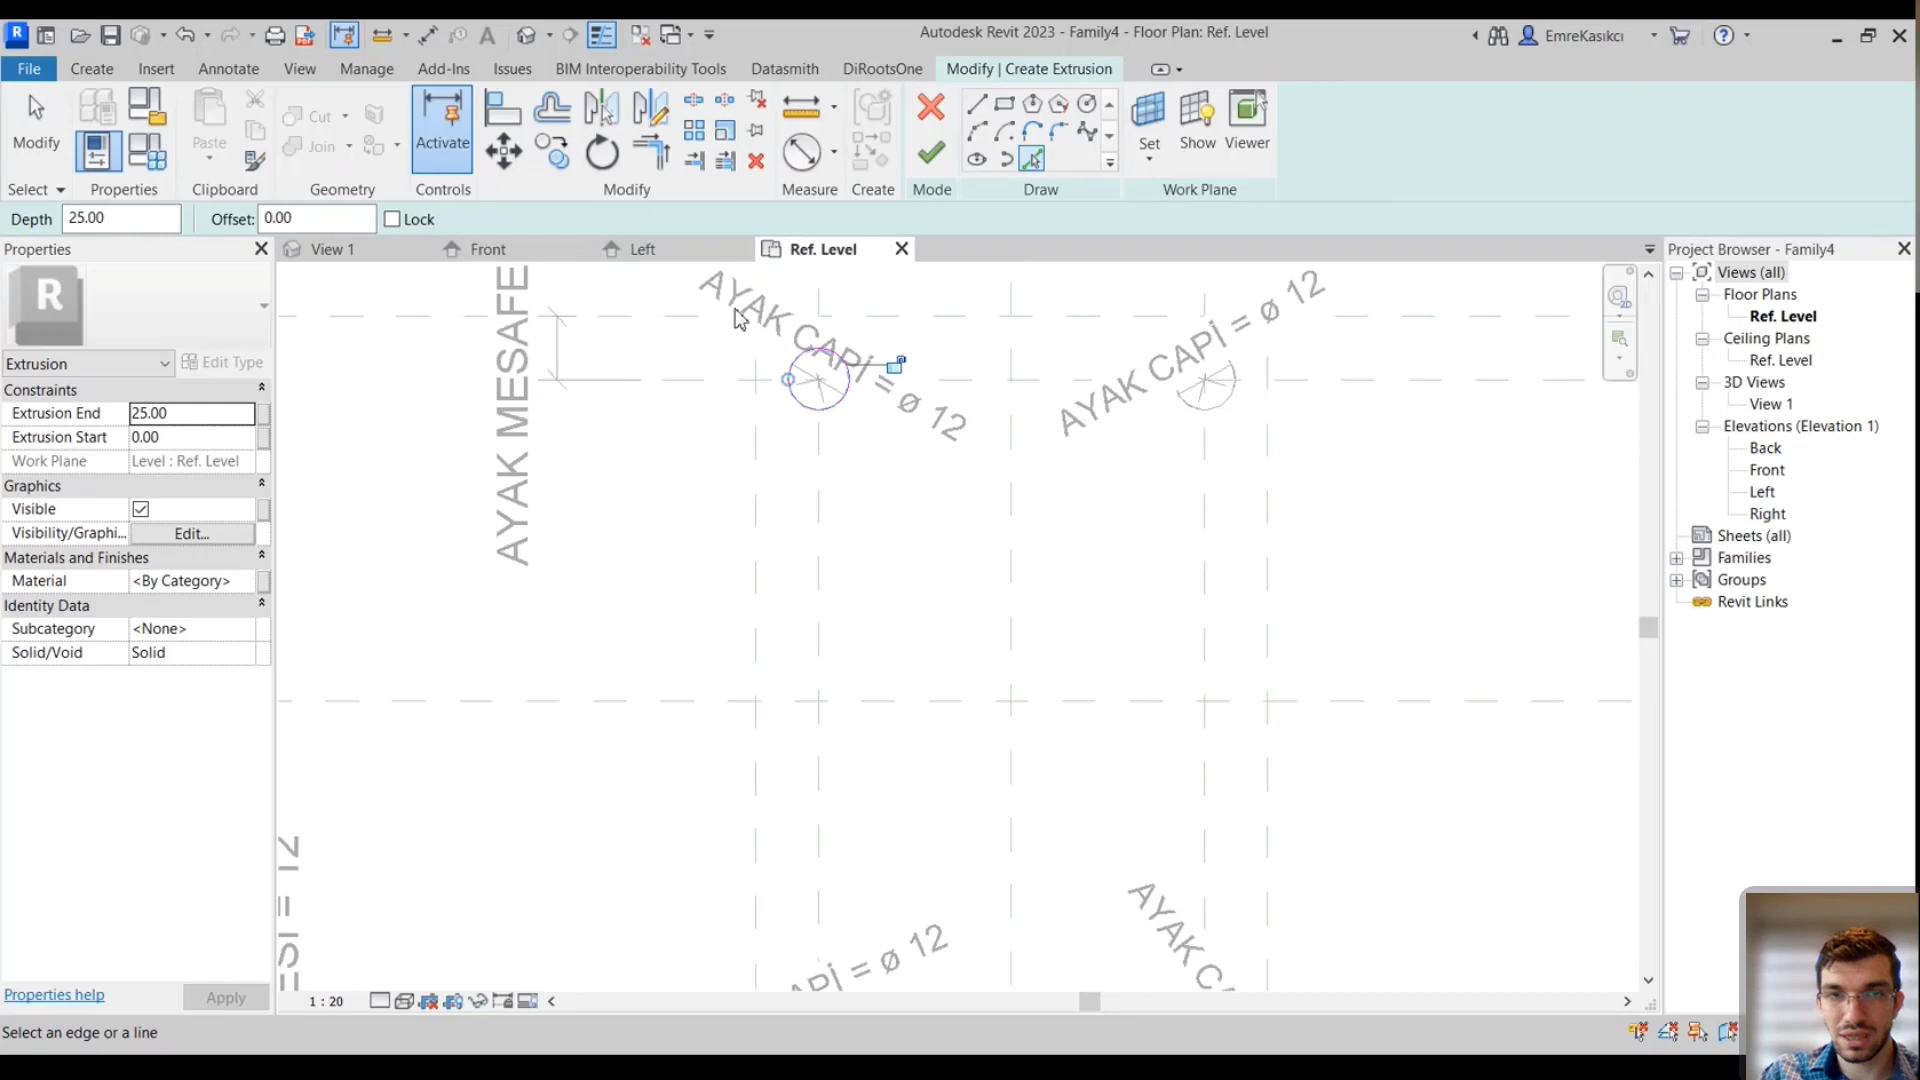 Autodesk Revit 2023 - Family4 - Floor Plan: Ref. Level
EmreKasıkcı
File Create Insert Annotate View Manage Add-Ins Issues BIM Interoperability Tools Datasmith DiRootsOne Modify | Create Extrusion
Modify
Paste
Cut
Join
Activate
Set Show Viewer
Select Properties Clipboard Geometry Controls Modify Measure Create Mode Draw Work Plane
Depth 25.00 Offset: 0.00 Lock
Properties
View 1 Front Left Ref. Level
Project Browser - Family4
R
Extrusion Edit Type
Constraints
Extrusion End 25.00
Extrusion Start 0.00
Work Plane Level : Ref. Level
Graphics
Visible
Visibility/Graphi... Edit...
Materials and Finishes
Material <By Category>
Identity Data
Subcategory <None>
Solid/Void Solid
Properties help Apply
AYAK MESAFE
AYAK CAPİ = ø 12
AYAK CAPİ = ø 12
Views (all)
Floor Plans
Ref. Level
Ceiling Plans
Ref. Level
3D Views
View 1
Elevations (Elevation 1)
Back
Front
Left
Right
Sheets (all)
Families
Groups
Revit Links
= 12
APİ = ø 12
AYAK CA
1 : 20
Select an edge or a line